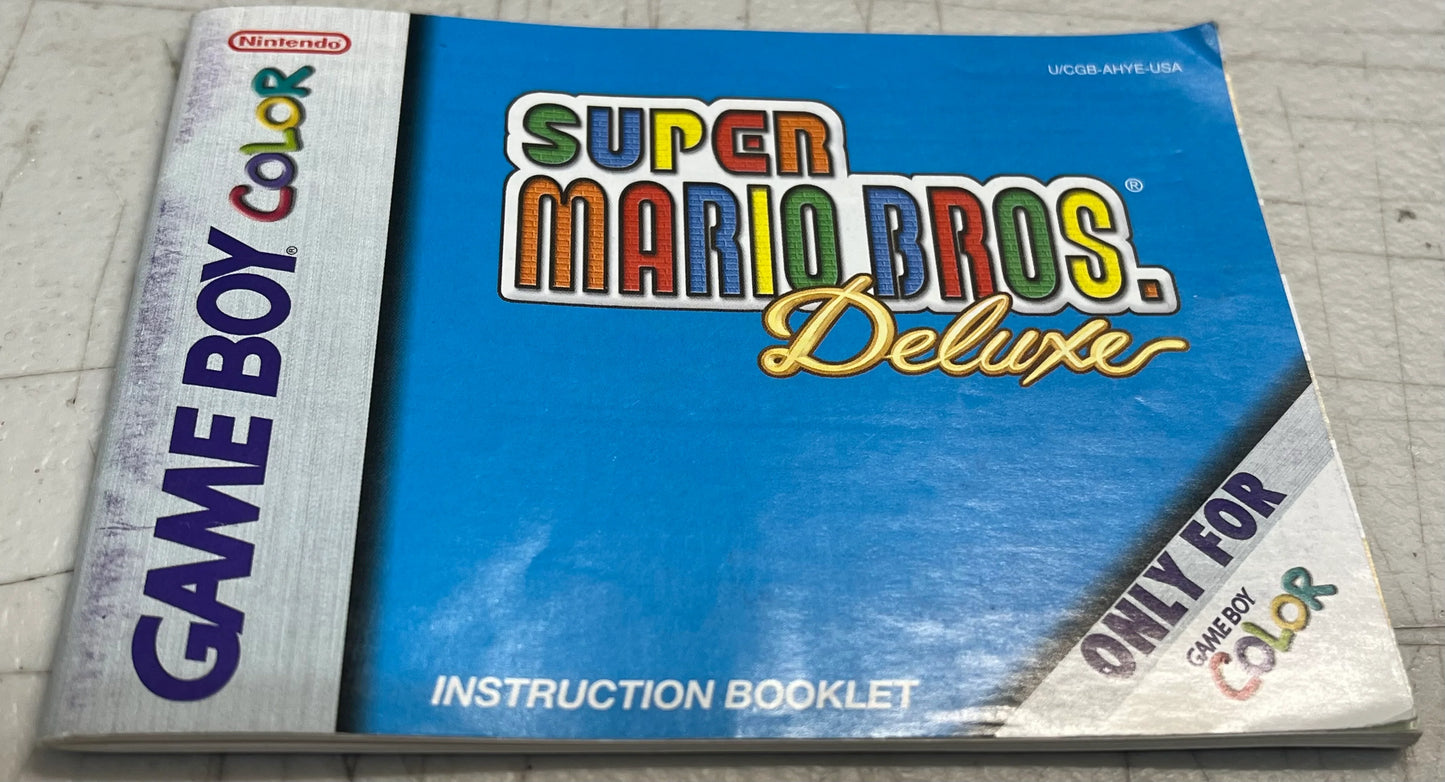 Nintendo
GAME BOY® COLOR
U/CGB-AHYE-USA
SUPER
MARIO BROS.®
Deluxe
INSTRUCTION BOOKLET
ONLY FOR
GAME BOY
COLOR